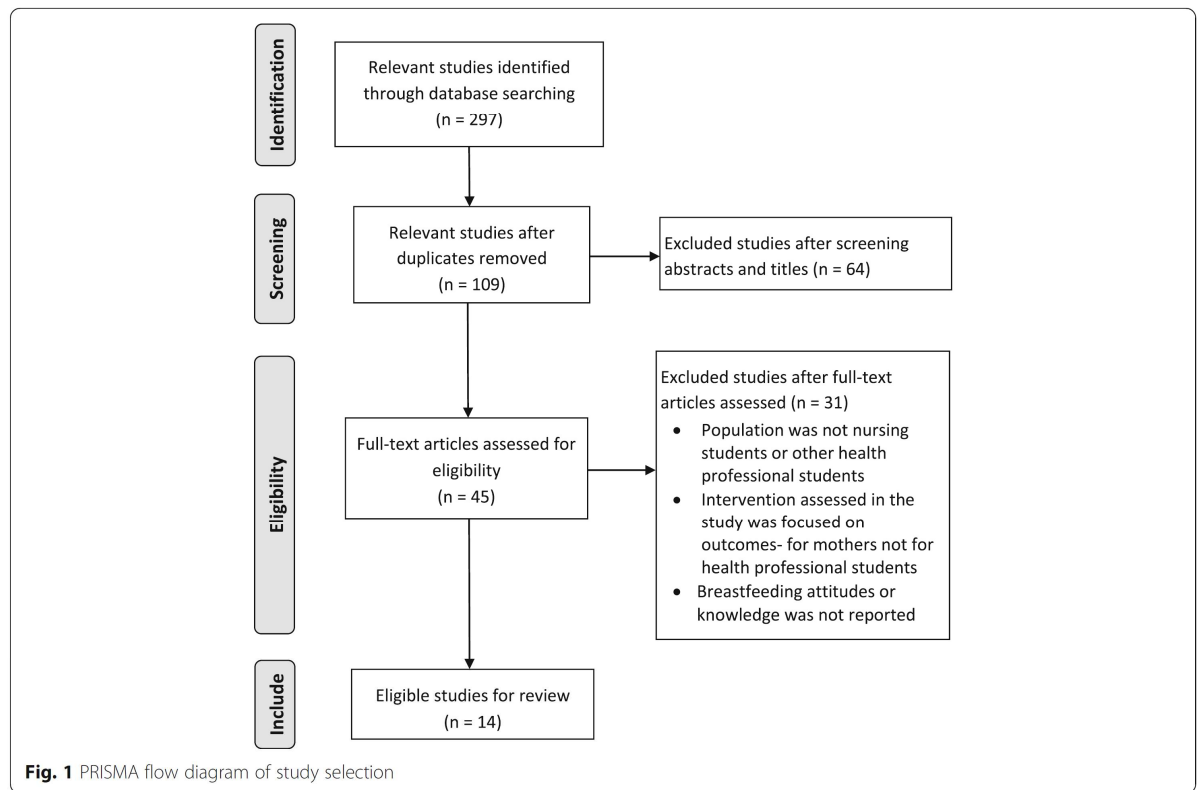 Identification
Relevant studies identified
through database searching
(n = 297)
Screening
Relevant studies after
duplicates removed
(n = 109)
Excluded studies after screening
abstracts and titles (n = 64)
Eligibility
Full-text articles assessed for
eligibility
(n = 45)
Excluded studies after full-text
articles assessed (n = 31)
• Population was not nursing
students or other health
professional students
• Intervention assessed in the
study was focused on
outcomes- for mothers not for
health professional students
• Breastfeeding attitudes or
knowledge was not reported
Include
Eligible studies for review
(n = 14)
Fig. 1 PRISMA flow diagram of study selection